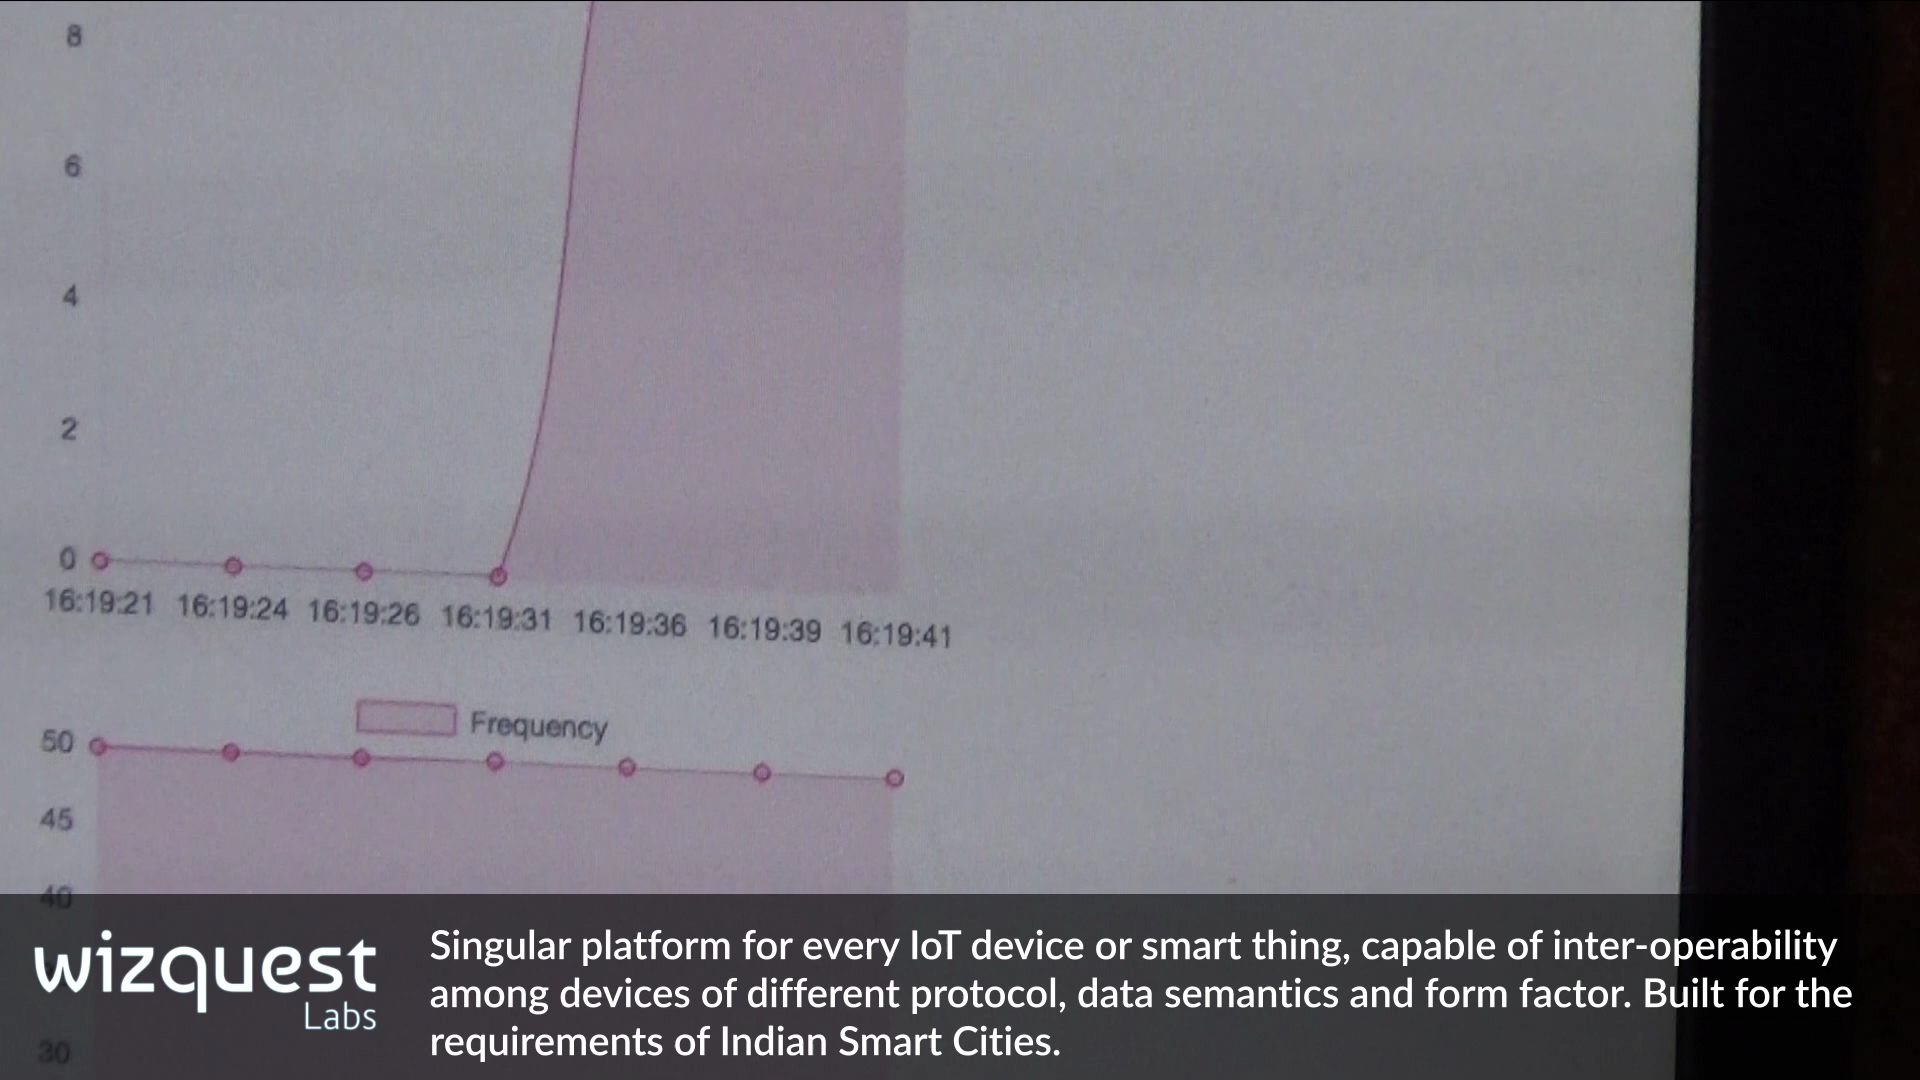 8
6
4
2
0
16:19:21 16:19:24 16:19:26 16:19:31 16:19:36 16:19:39 16:19:41
Frequency
50
45
40
30
wizquest
Labs
Singular platform for every IoT device or smart thing, capable of inter-operability
among devices of different protocol, data semantics and form factor. Built for the
requirements of Indian Smart Cities.